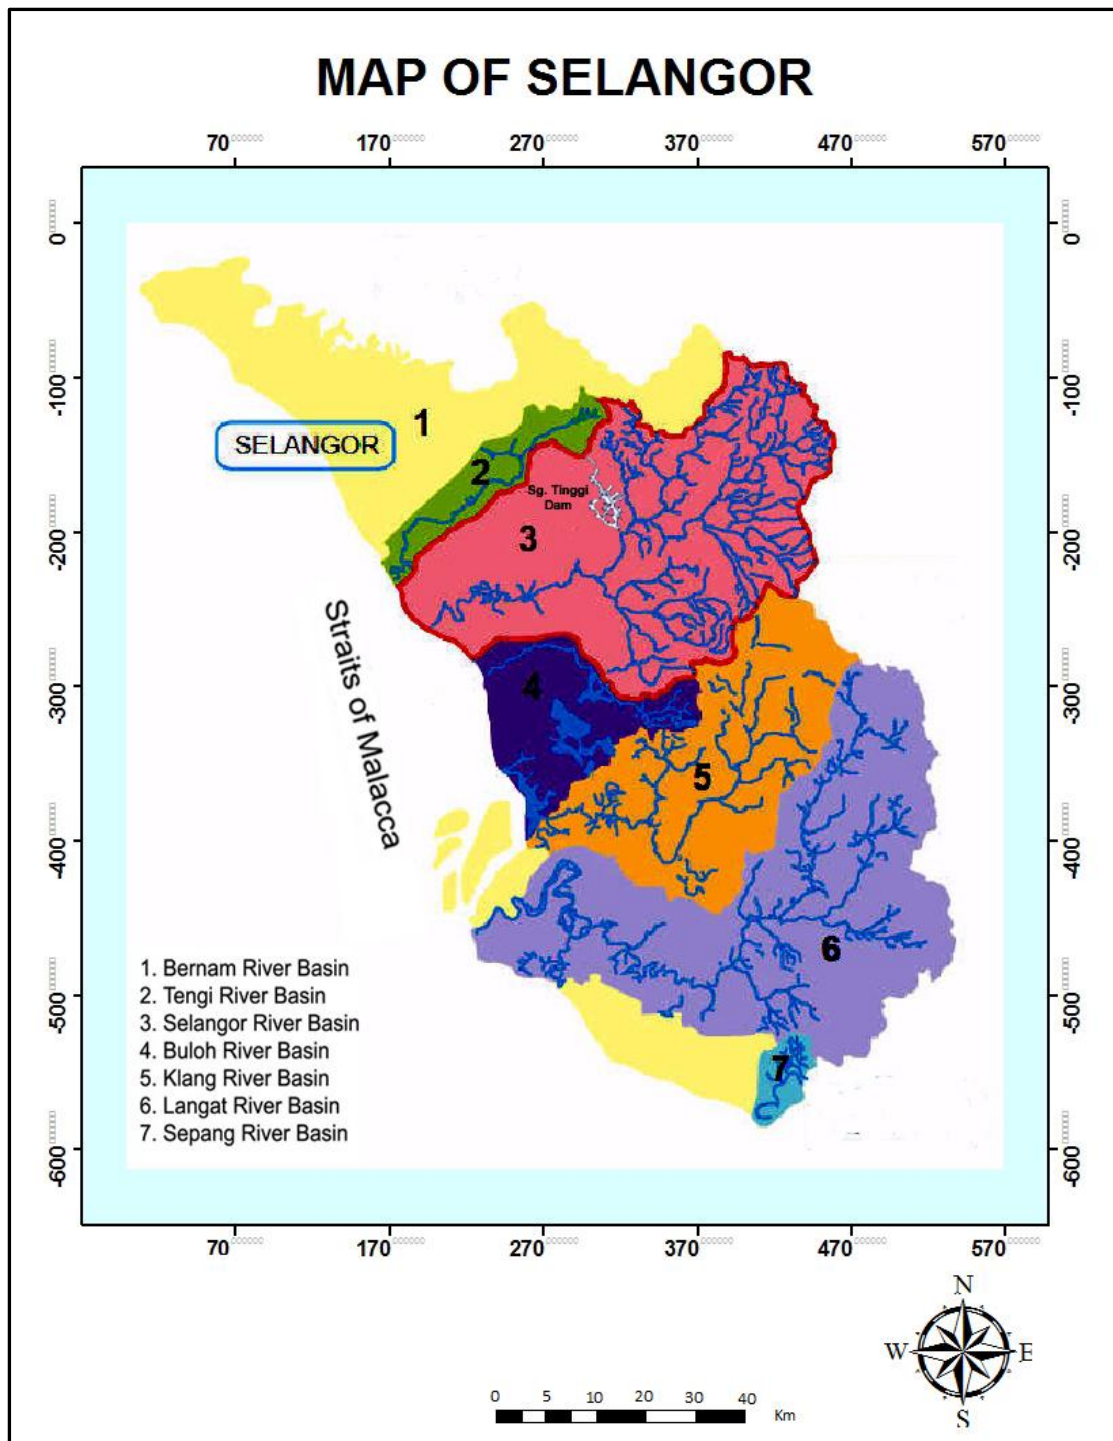 MAP OF SELANGOR
70 170 270 370 470 570
0 0
-100 -100
-200 -200
-300 -300
-400 -400
-500 -500
-600 -600
1
SELANGOR
2
Sg. Tinggi
Dam
3
Straits of Malacca
4
5
6
7
1. Bernam River Basin
2. Tengi River Basin
3. Selangor River Basin
4. Buloh River Basin
5. Klang River Basin
6. Langat River Basin
7. Sepang River Basin
70 170 270 370 470 570
N
W E
S
0 5 10 20 30 40
Km